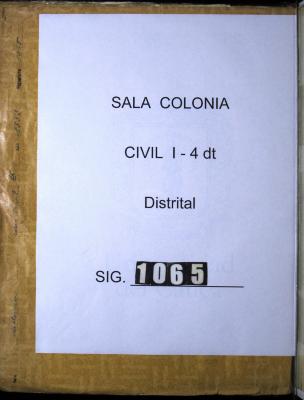 SALA COLONIA
CIVIL I - 4 dt
Distrital
SIG. 1065